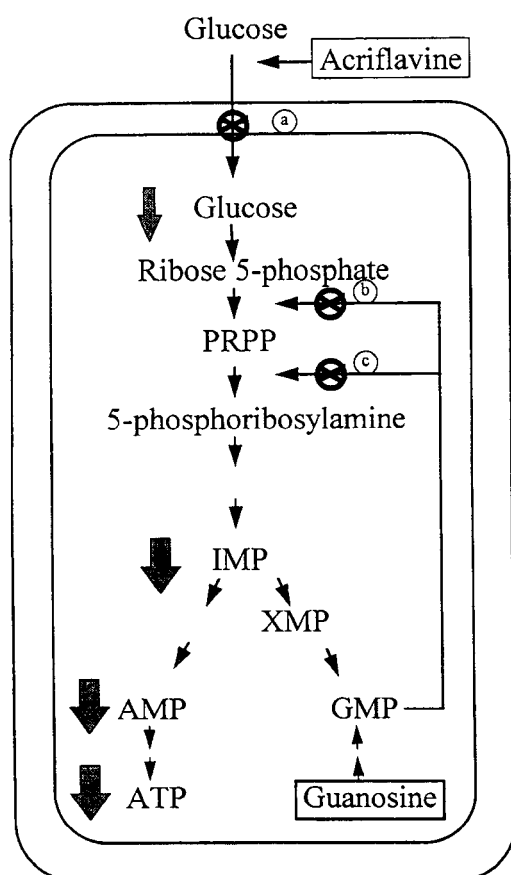 Glucose
Acriflavine
a
Glucose
Ribose 5-phosphate
b
PRPP
c
5-phosphoribosylamine
IMP
XMP
AMP GMP
ATP Guanosine